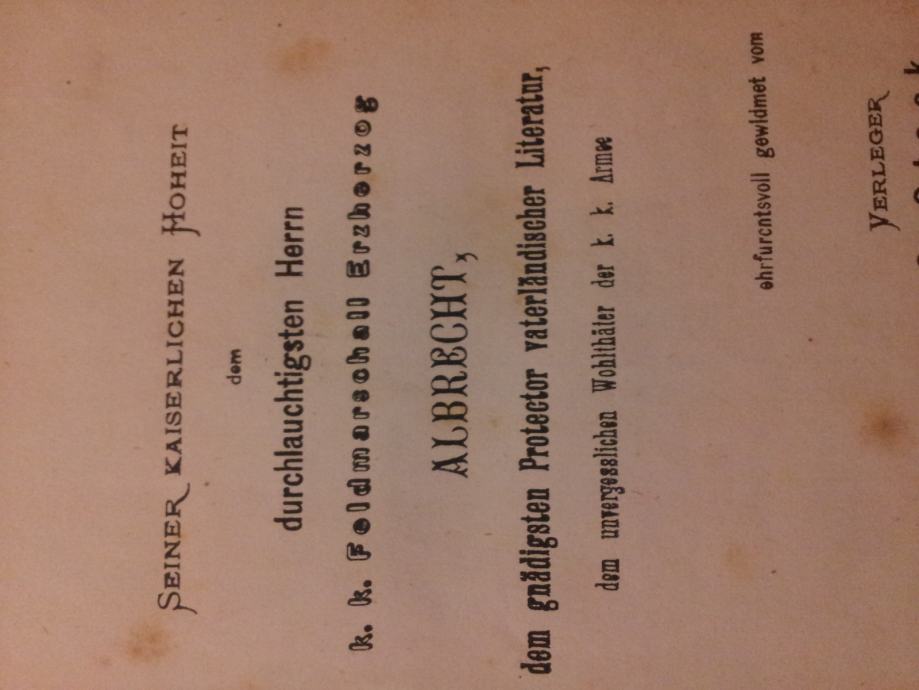 SEINER KAISERLICHEN HOHEIT
dem
durchlauchtigsten Herrn
k. k. Feldmarschall Erzherzog
ALBRECHT,
dem gnädigsten Protector vaterländischer Literatur,
dem unvergesslichen Wohlthäter der k. k. Armee
ehrfurchtsvoll gewidmet vom
VERLEGER